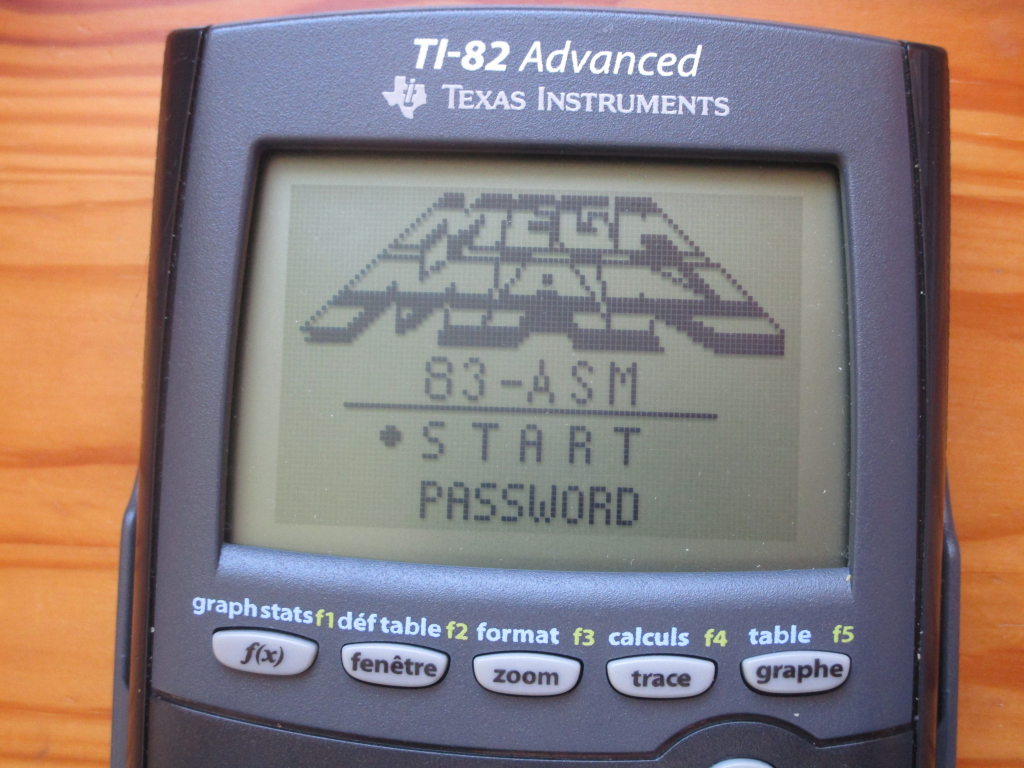 TI-82 Advanced
TEXAS INSTRUMENTS
MEGA
MAN
83-ASM
START
PASSWORD
graph stats f1 déf table f2 format f3 calculs f4 table f5
f(x) fenêtre zoom trace graphe